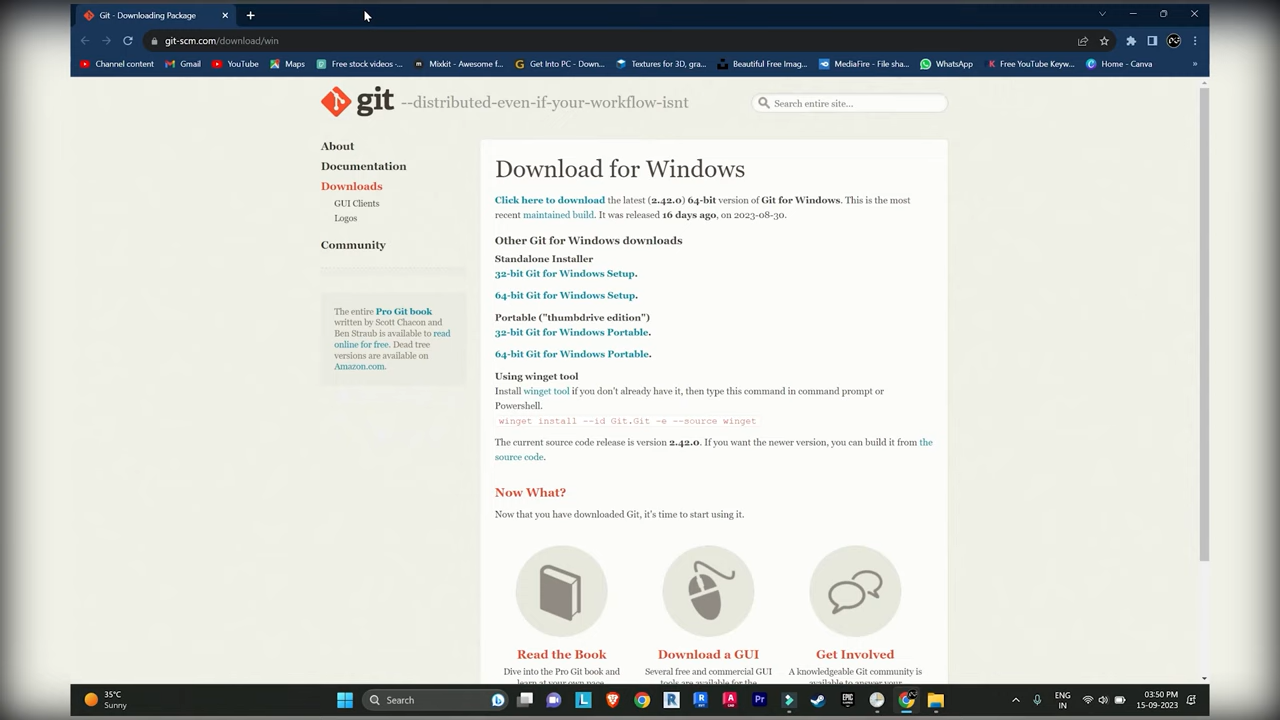 Git - Downloading Package
git-scm.com/download/win
Channel content
Gmail
YouTube
Maps
Free stock videos -...
Mixkit - Awesome f...
Get Into PC - Down...
Textures for 3D, gra...
Beautiful Free Imag...
MediaFire - File sha...
WhatsApp
Free YouTube Keyw...
Home - Canva
»
git --distributed-even-if-your-workflow-isnt
Search entire site...
About
Documentation
Downloads
GUI Clients
Logos
Community
The entire Pro Git book
written by Scott Chacon and
Ben Straub is available to read
online for free. Dead tree
versions are available on
Amazon.com.
Download for Windows
Click here to download the latest (2.42.0) 64-bit version of Git for Windows. This is the most
recent maintained build. It was released 16 days ago, on 2023-08-30.
Other Git for Windows downloads
Standalone Installer
32-bit Git for Windows Setup.
64-bit Git for Windows Setup.
Portable ("thumbdrive edition")
32-bit Git for Windows Portable.
64-bit Git for Windows Portable.
Using winget tool
Install winget tool if you don't already have it, then type this command in command prompt or
Powershell.
winget install --id Git.Git -e --source winget
The current source code release is version 2.42.0. If you want the newer version, you can build it from the
source code.
Now What?
Now that you have downloaded Git, it's time to start using it.
Read the Book
Dive into the Pro Git book and
Download a GUI
Several free and commercial GUI
tools are available for the
Get Involved
A knowledgeable Git community is
available to answer your
35°C
Sunny
Search
ENG
IN
03:50 PM
15-09-2023